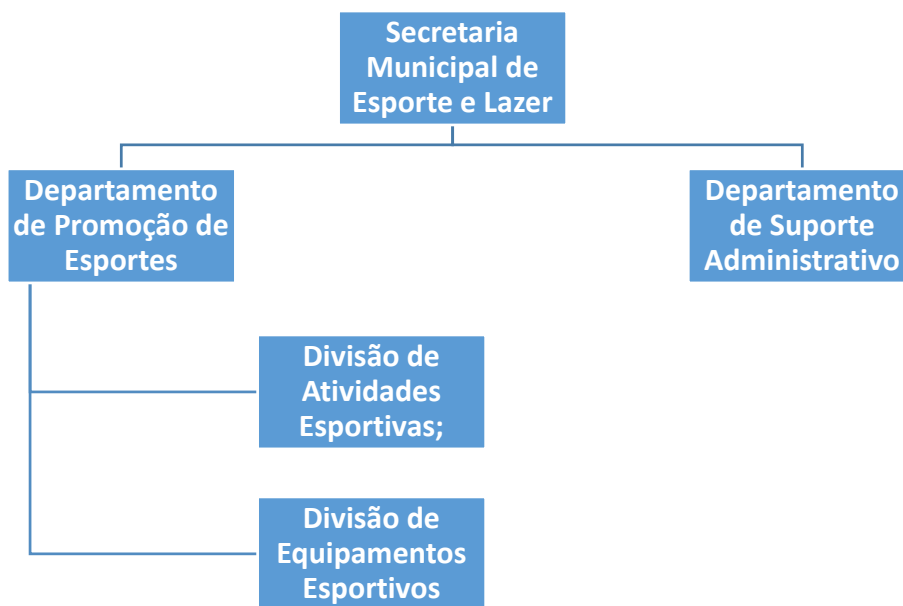 Secretaria
Municipal de
Esporte e Lazer
Departamento
de Promoção de
Esportes
Departamento
de Suporte
Administrativo
Divisão de
Atividades
Esportivas;
Divisão de
Equipamentos
Esportivos